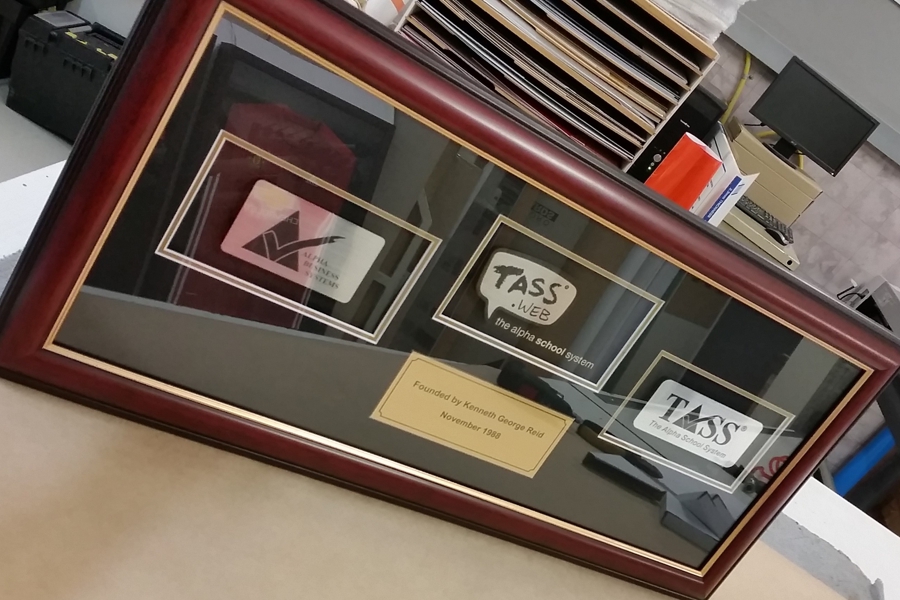 ALPHA
BUSINESS
SYSTEMS
TASS®
.WEB
the alpha school system
TASS®
The Alpha School System
Founded by Kenneth George Reid
November 1988